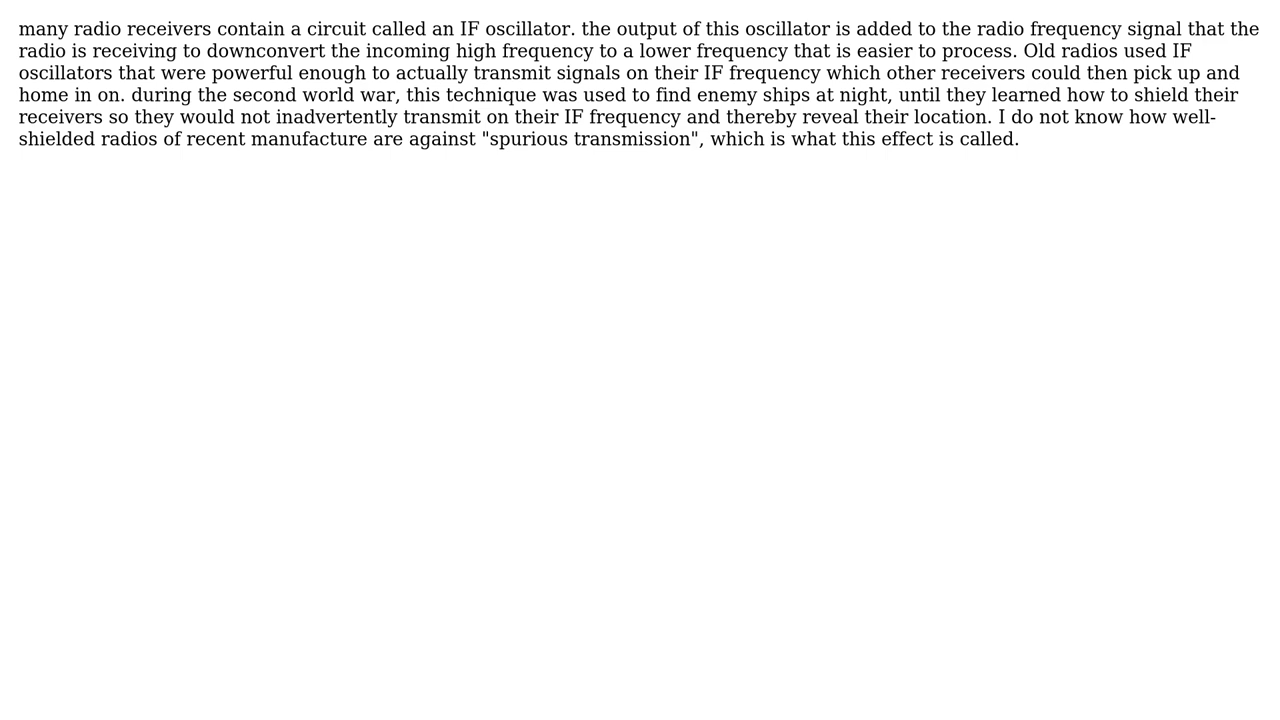 many radio receivers contain a circuit called an IF oscillator. the output of this oscillator is added to the radio frequency signal that the
radio is receiving to downconvert the incoming high frequency to a lower frequency that is easier to process. Old radios used IF
oscillators that were powerful enough to actually transmit signals on their IF frequency which other receivers could then pick up and
home in on. during the second world war, this technique was used to find enemy ships at night, until they learned how to shield their
receivers so they would not inadvertently transmit on their IF frequency and thereby reveal their location. I do not know how well-
shielded radios of recent manufacture are against "spurious transmission", which is what this effect is called.